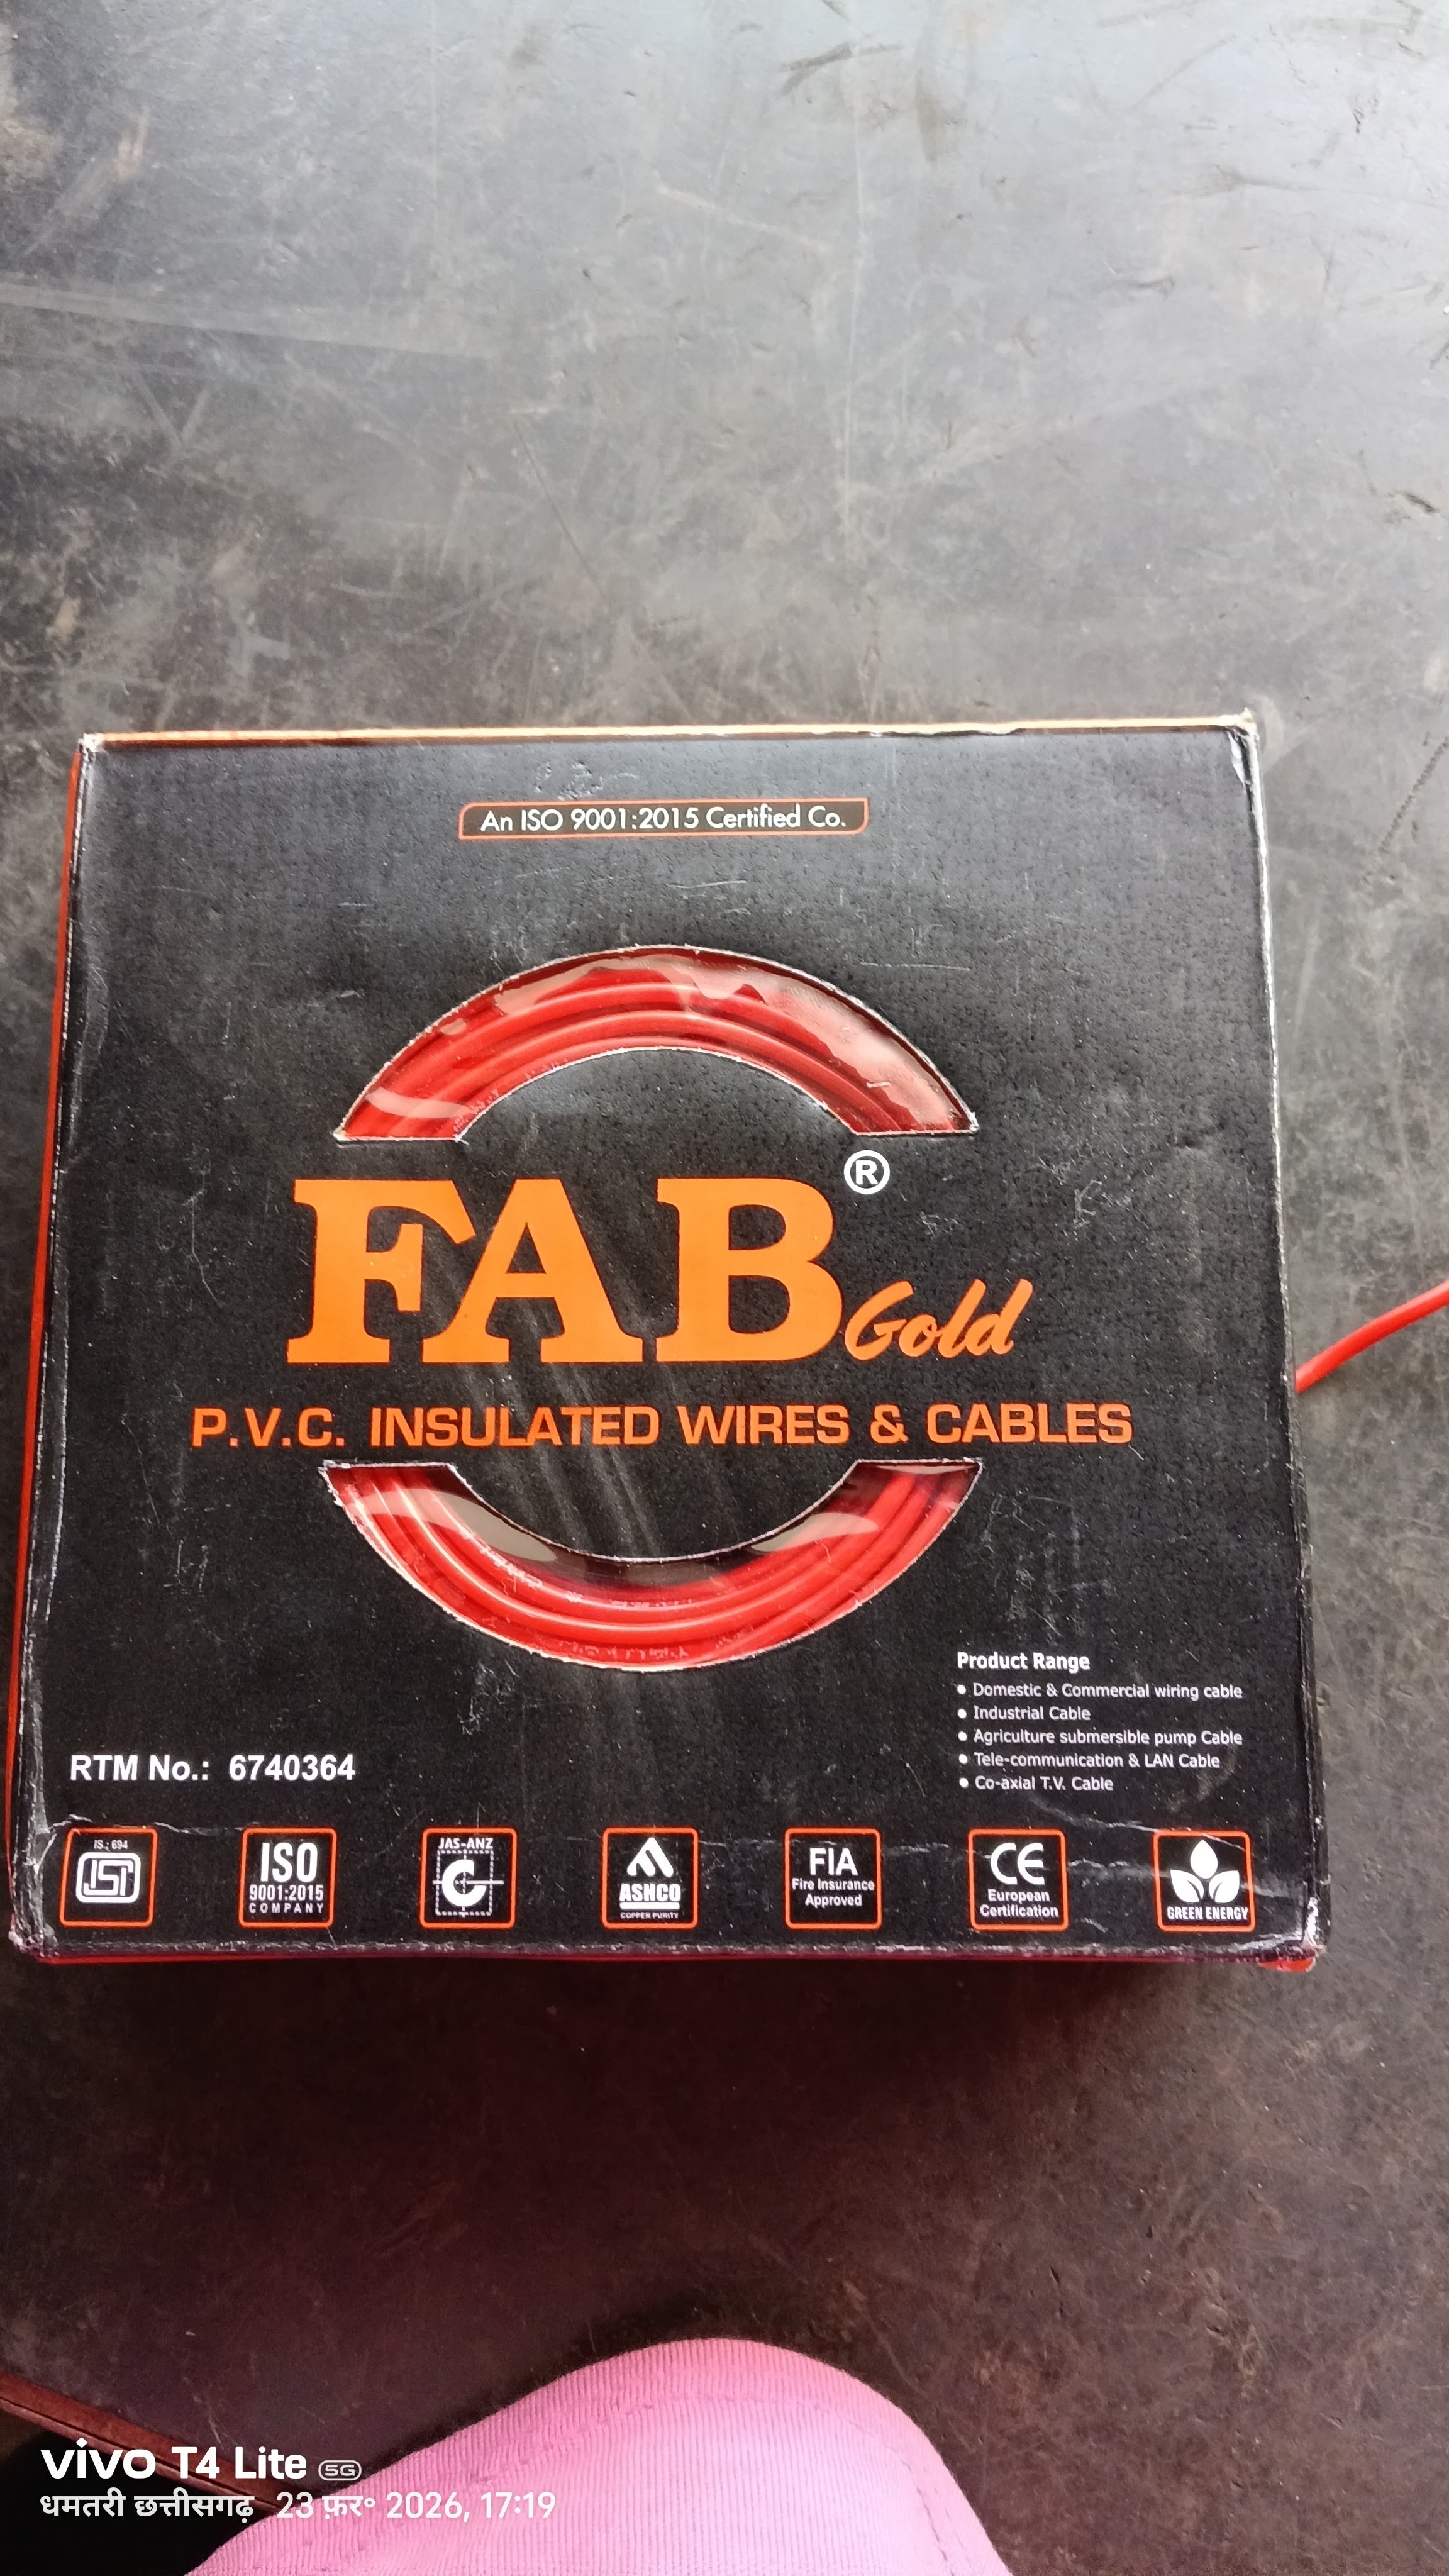 An ISO 9001:2015 Certified Co.
FAB®
Gold
P.V.C. INSULATED WIRES & CABLES
Product Range
• Domestic & Commercial wiring cable
• Industrial Cable
• Agriculture submersible pump Cable
• Tele-communication & LAN Cable
• Co-axial T.V. Cable
RTM No.: 6740364
IS.: 694
ISI
ISO
9001:2015
COMPANY
JAS-ANZ
ASHCO
COPPER PURITY
FIA
Fire Insurance
Approved
CE
European
Certification
GREEN ENERGY
vivo T4 Lite 5G
धमतरी छत्तीसगढ़ 23 फ़र॰ 2026, 17:19